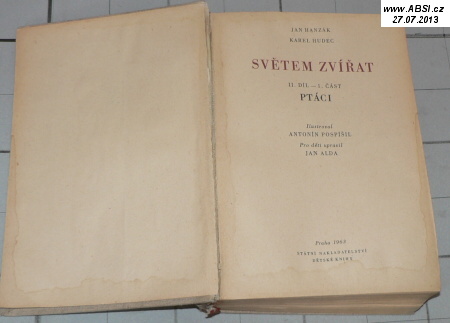 www.ABSI.cz
27.07.2013
JAN HANZÁK
KAREL HUDEC
SVĚTEM ZVÍŘAT
II. DÍL — 1. ČÁST
PTÁCI
Ilustroval
ANTONÍN POSPÍŠIL
Pro děti upravil
JAN ALDA
Praha 1963
STÁTNÍ NAKLADATELSTVÍ
DĚTSKÉ KNIHY